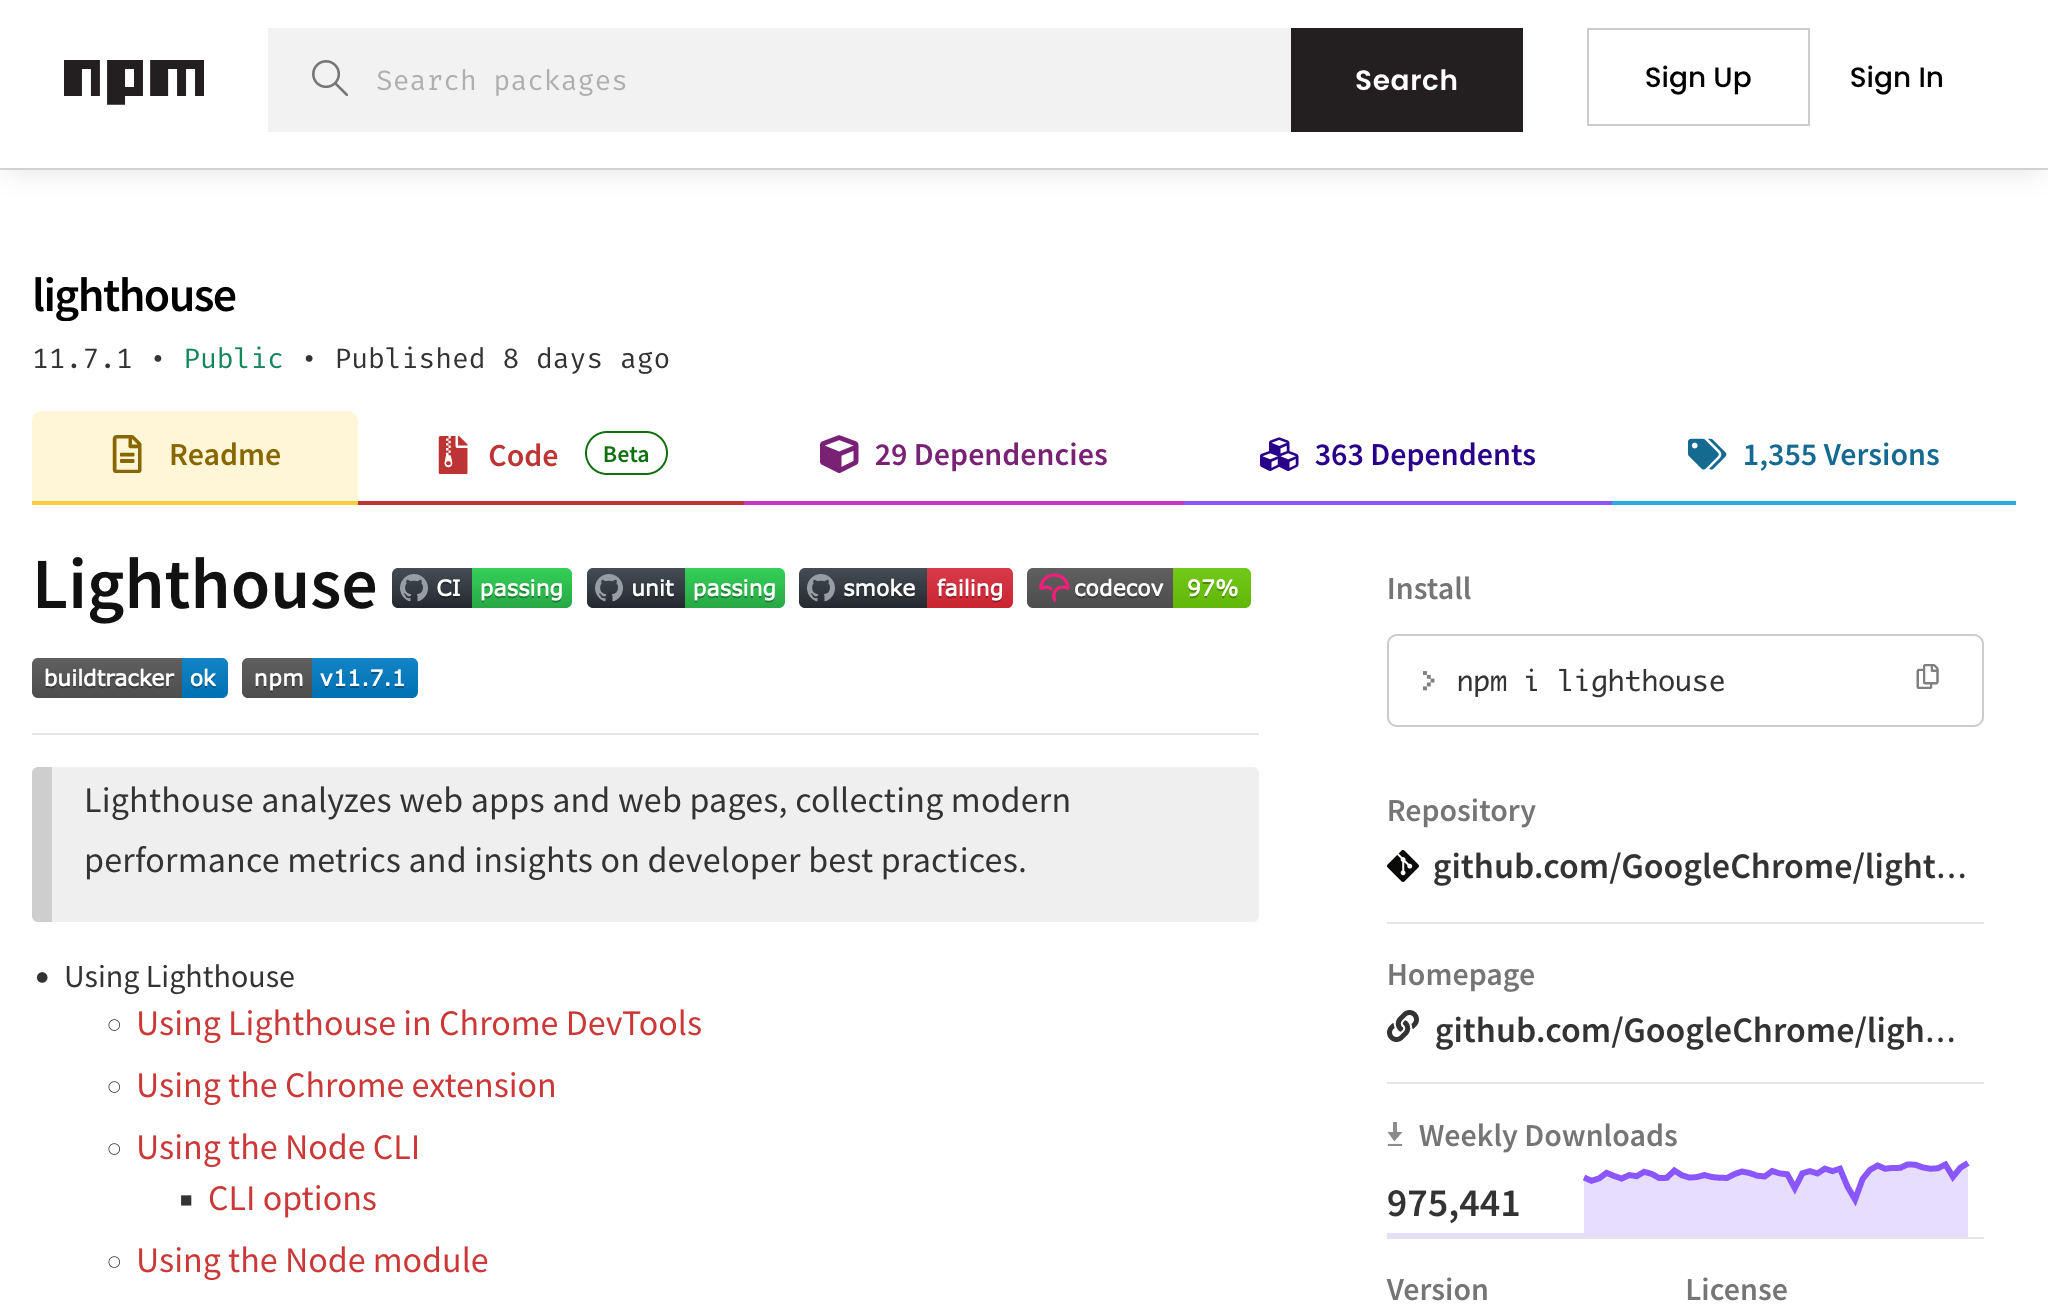 npm
Search packages
Search
Sign Up
Sign In
lighthouse
11.7.1 • Public • Published 8 days ago
Readme
Code Beta
29 Dependencies
363 Dependents
1,355 Versions
Lighthouse CI passing unit passing smoke failing codecov 97%
buildtracker ok npm v11.7.1
Lighthouse analyzes web apps and web pages, collecting modern
performance metrics and insights on developer best practices.
• Using Lighthouse
○ Using Lighthouse in Chrome DevTools
○ Using the Chrome extension
○ Using the Node CLI
▪ CLI options
○ Using the Node module
Install
> npm i lighthouse
Repository
github.com/GoogleChrome/light...
Homepage
github.com/GoogleChrome/ligh...
Weekly Downloads
975,441
Version
License